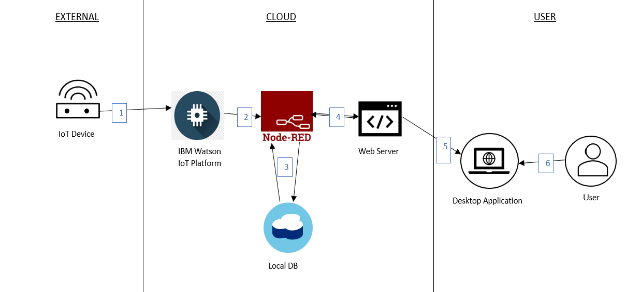 EXTERNAL
CLOUD
USER
1
2
4
5
6
3
Node-RED
IoT Device
IBM Watson
IoT Platform
Web Server
Desktop Application
User
Local DB